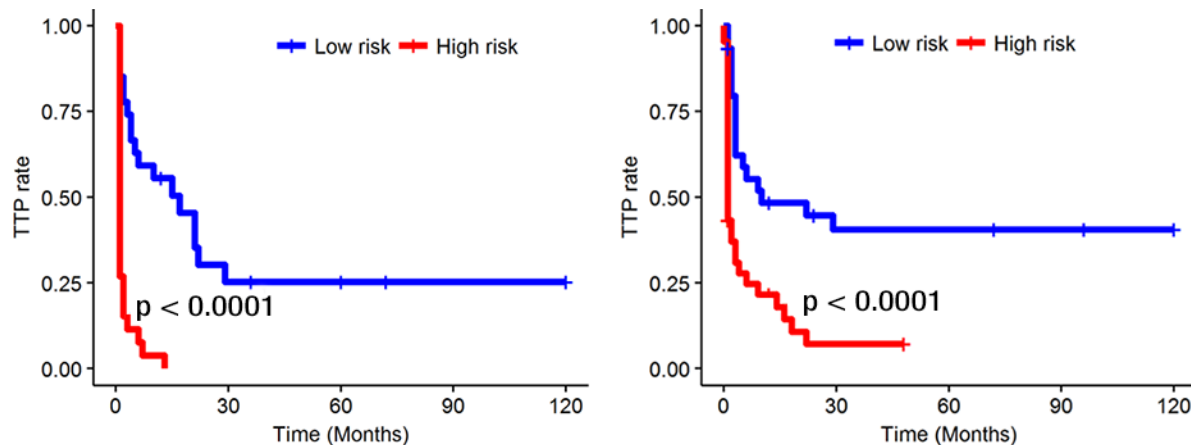 TTP rate
1.00
0.75
0.50
0.25
0.00
Low risk High risk
p < 0.0001
0 30 60 90 120
Time (Months)
TTP rate
1.00
0.75
0.50
0.25
0.00
Low risk High risk
p < 0.0001
0 30 60 90 120
Time (Months)